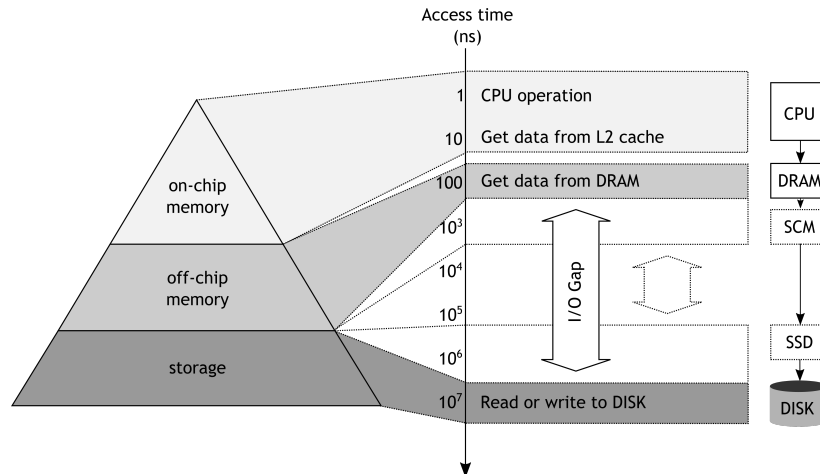 Access time
(ns)
1 CPU operation
10 Get data from L2 cache
CPU
on-chip
memory
100 Get data from DRAM
DRAM
10³
SCM
off-chip
memory
10⁴
I/O Gap
10⁵
SSD
10⁶
storage
10⁷ Read or write to DISK
DISK